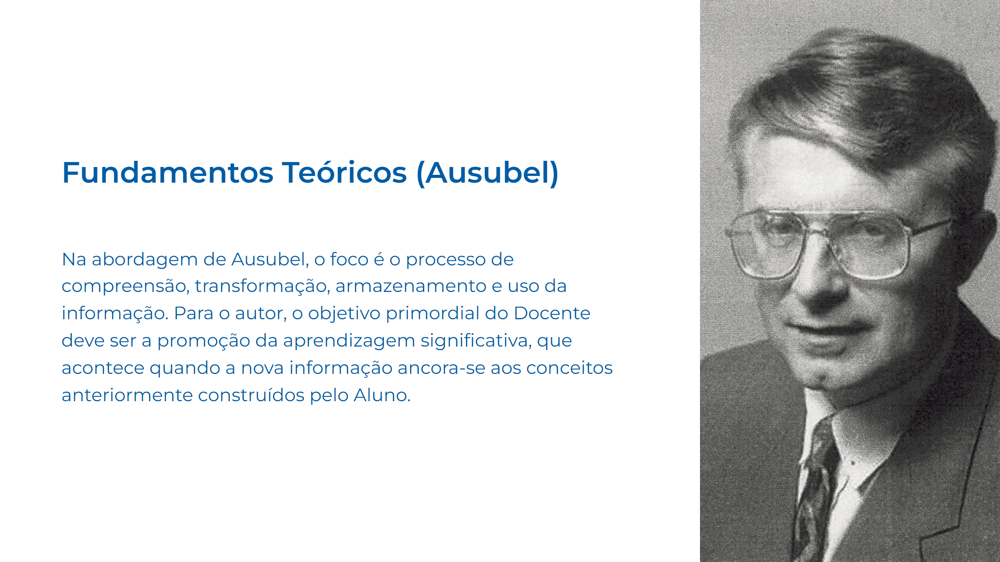 Fundamentos Teóricos (Ausubel)
Na abordagem de Ausubel, o foco é o processo de
compreensão, transformação, armazenamento e uso da
informação. Para o autor, o objetivo primordial do Docente
deve ser a promoção da aprendizagem significativa, que
acontece quando a nova informação ancora-se aos conceitos
anteriormente construídos pelo Aluno.